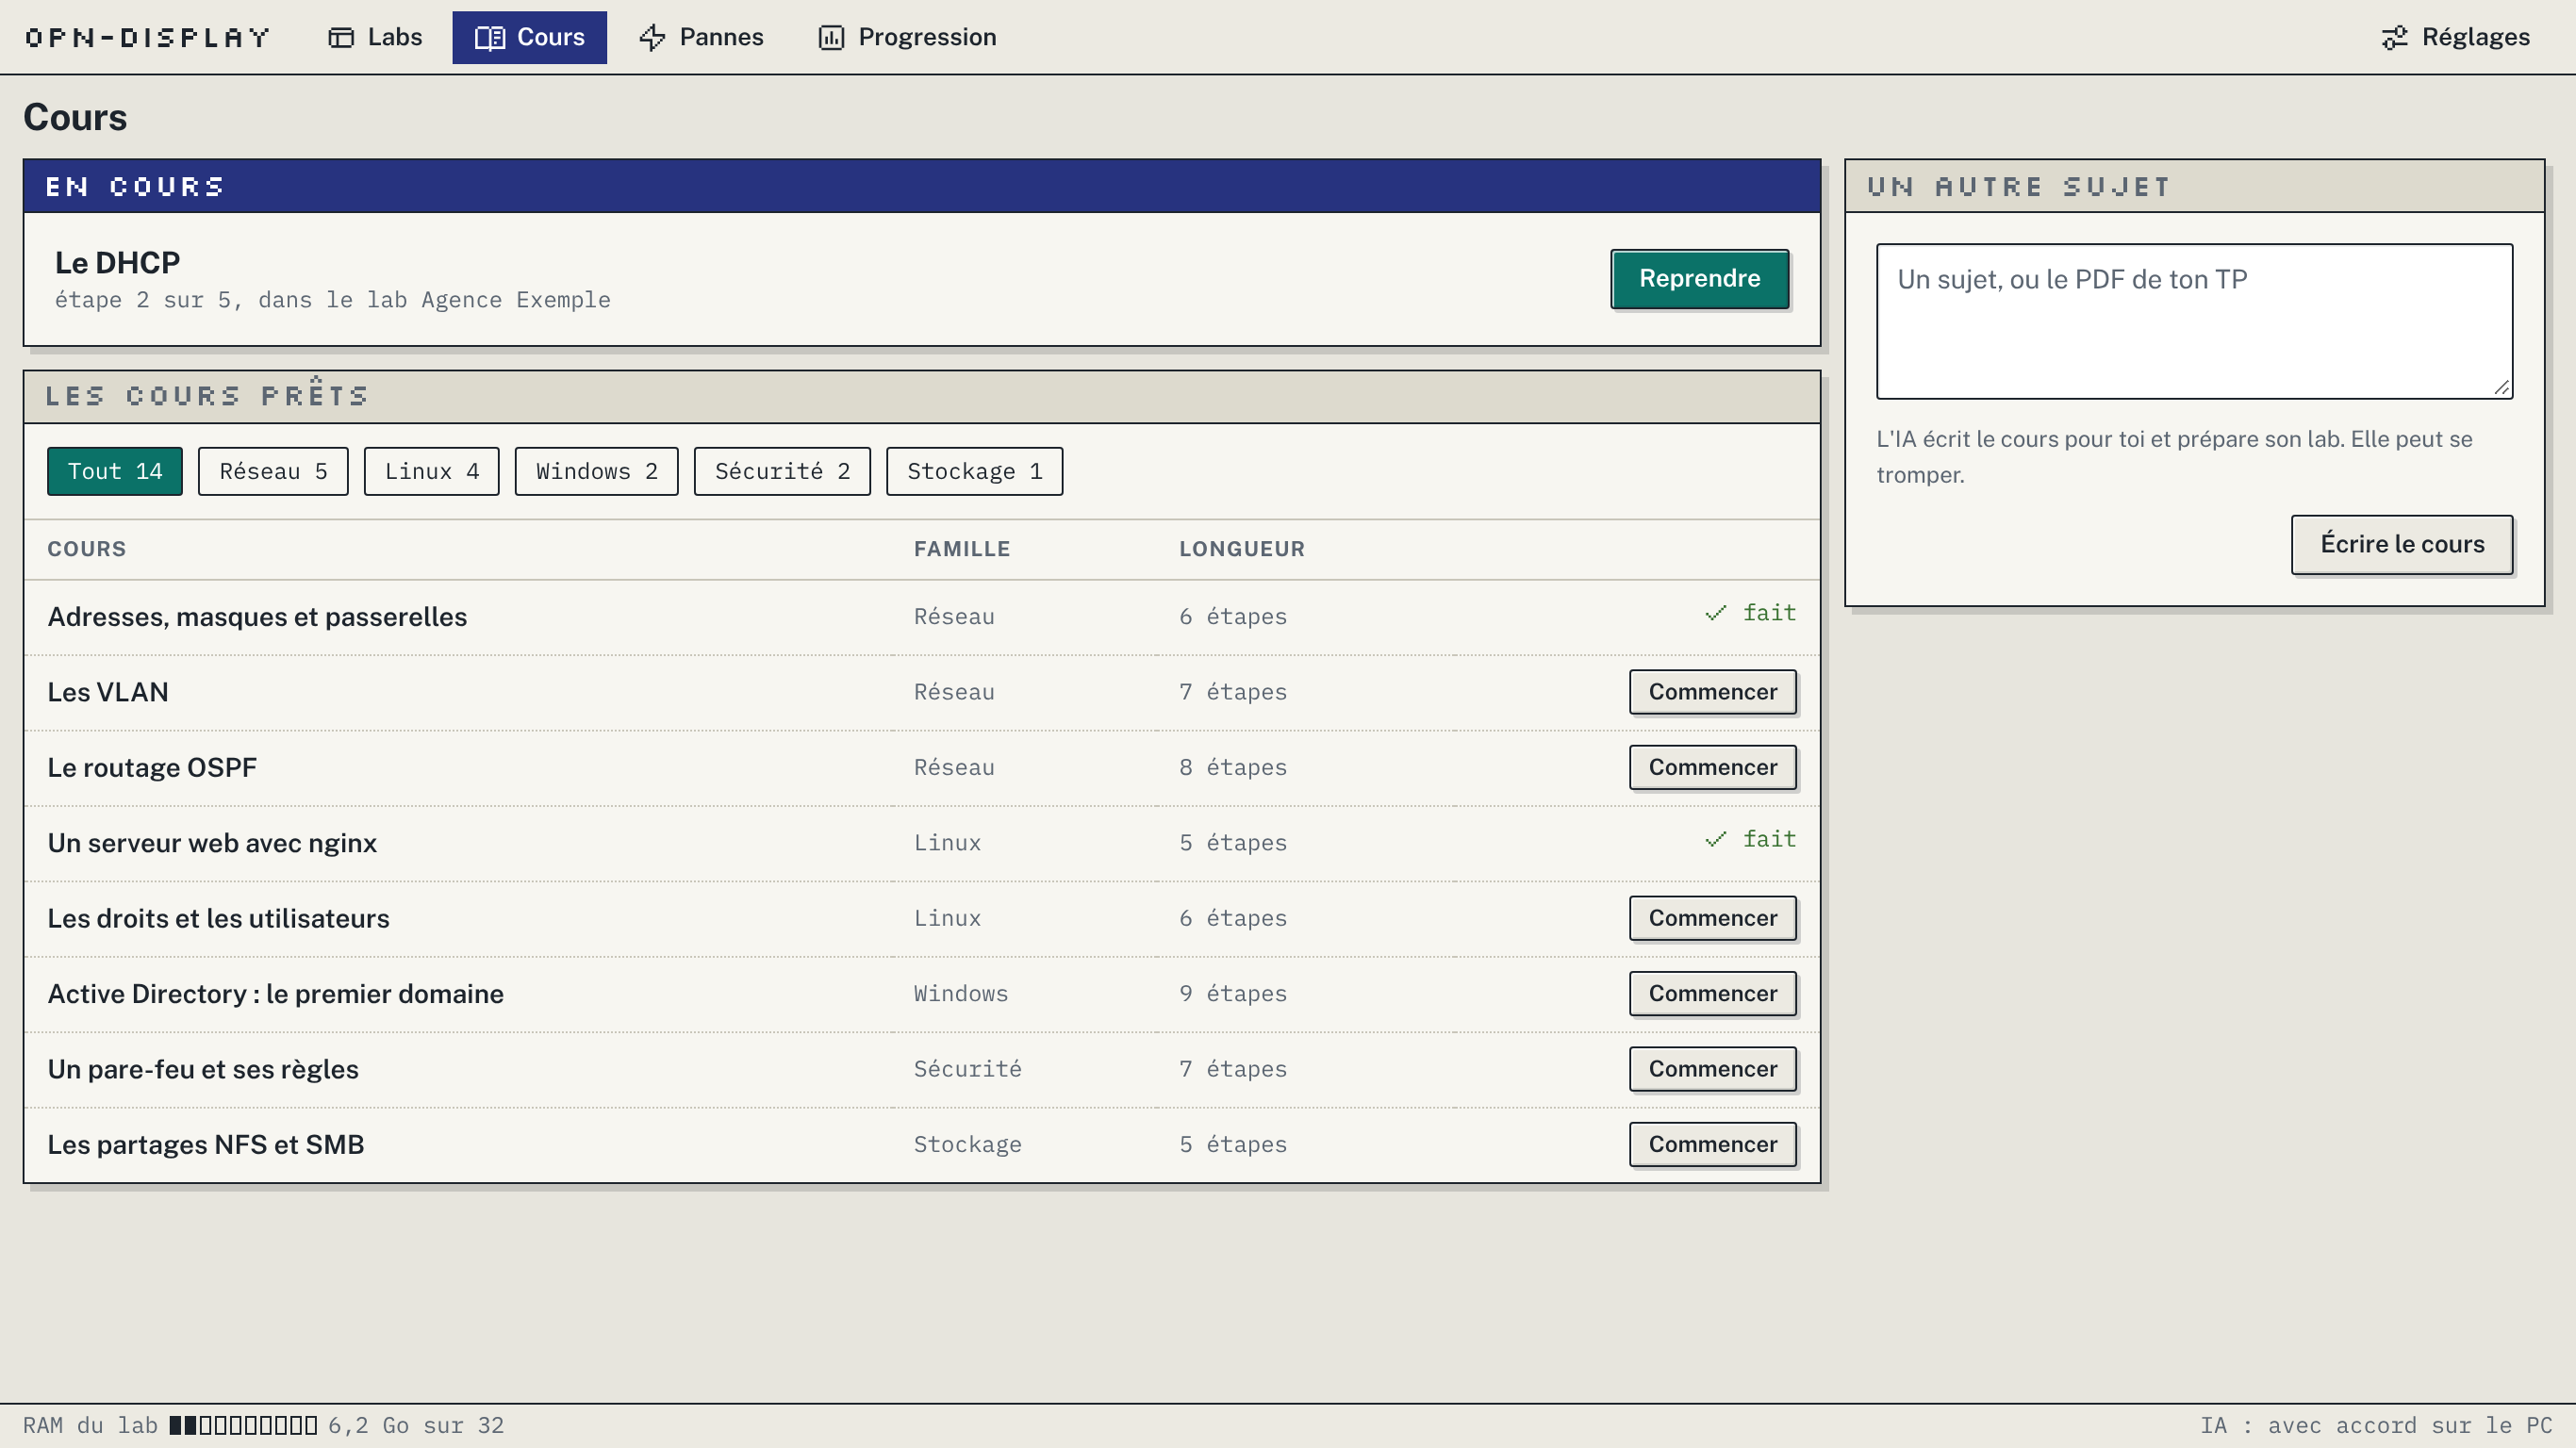 OPN-DISPLAY Labs Cours Pannes Progression Réglages
Cours
EN COURS
Le DHCP
étape 2 sur 5, dans le lab Agence Exemple
Reprendre
LES COURS PRÊTS
Tout 14 Réseau 5 Linux 4 Windows 2 Sécurité 2 Stockage 1
COURS FAMILLE LONGUEUR
Adresses, masques et passerelles Réseau 6 étapes fait
Les VLAN Réseau 7 étapes Commencer
Le routage OSPF Réseau 8 étapes Commencer
Un serveur web avec nginx Linux 5 étapes fait
Les droits et les utilisateurs Linux 6 étapes Commencer
Active Directory : le premier domaine Windows 9 étapes Commencer
Un pare-feu et ses règles Sécurité 7 étapes Commencer
Les partages NFS et SMB Stockage 5 étapes Commencer
UN AUTRE SUJET
Un sujet, ou le PDF de ton TP
L'IA écrit le cours pour toi et prépare son lab. Elle peut se
tromper.
Écrire le cours
RAM du lab 6,2 Go sur 32 IA : avec accord sur le PC